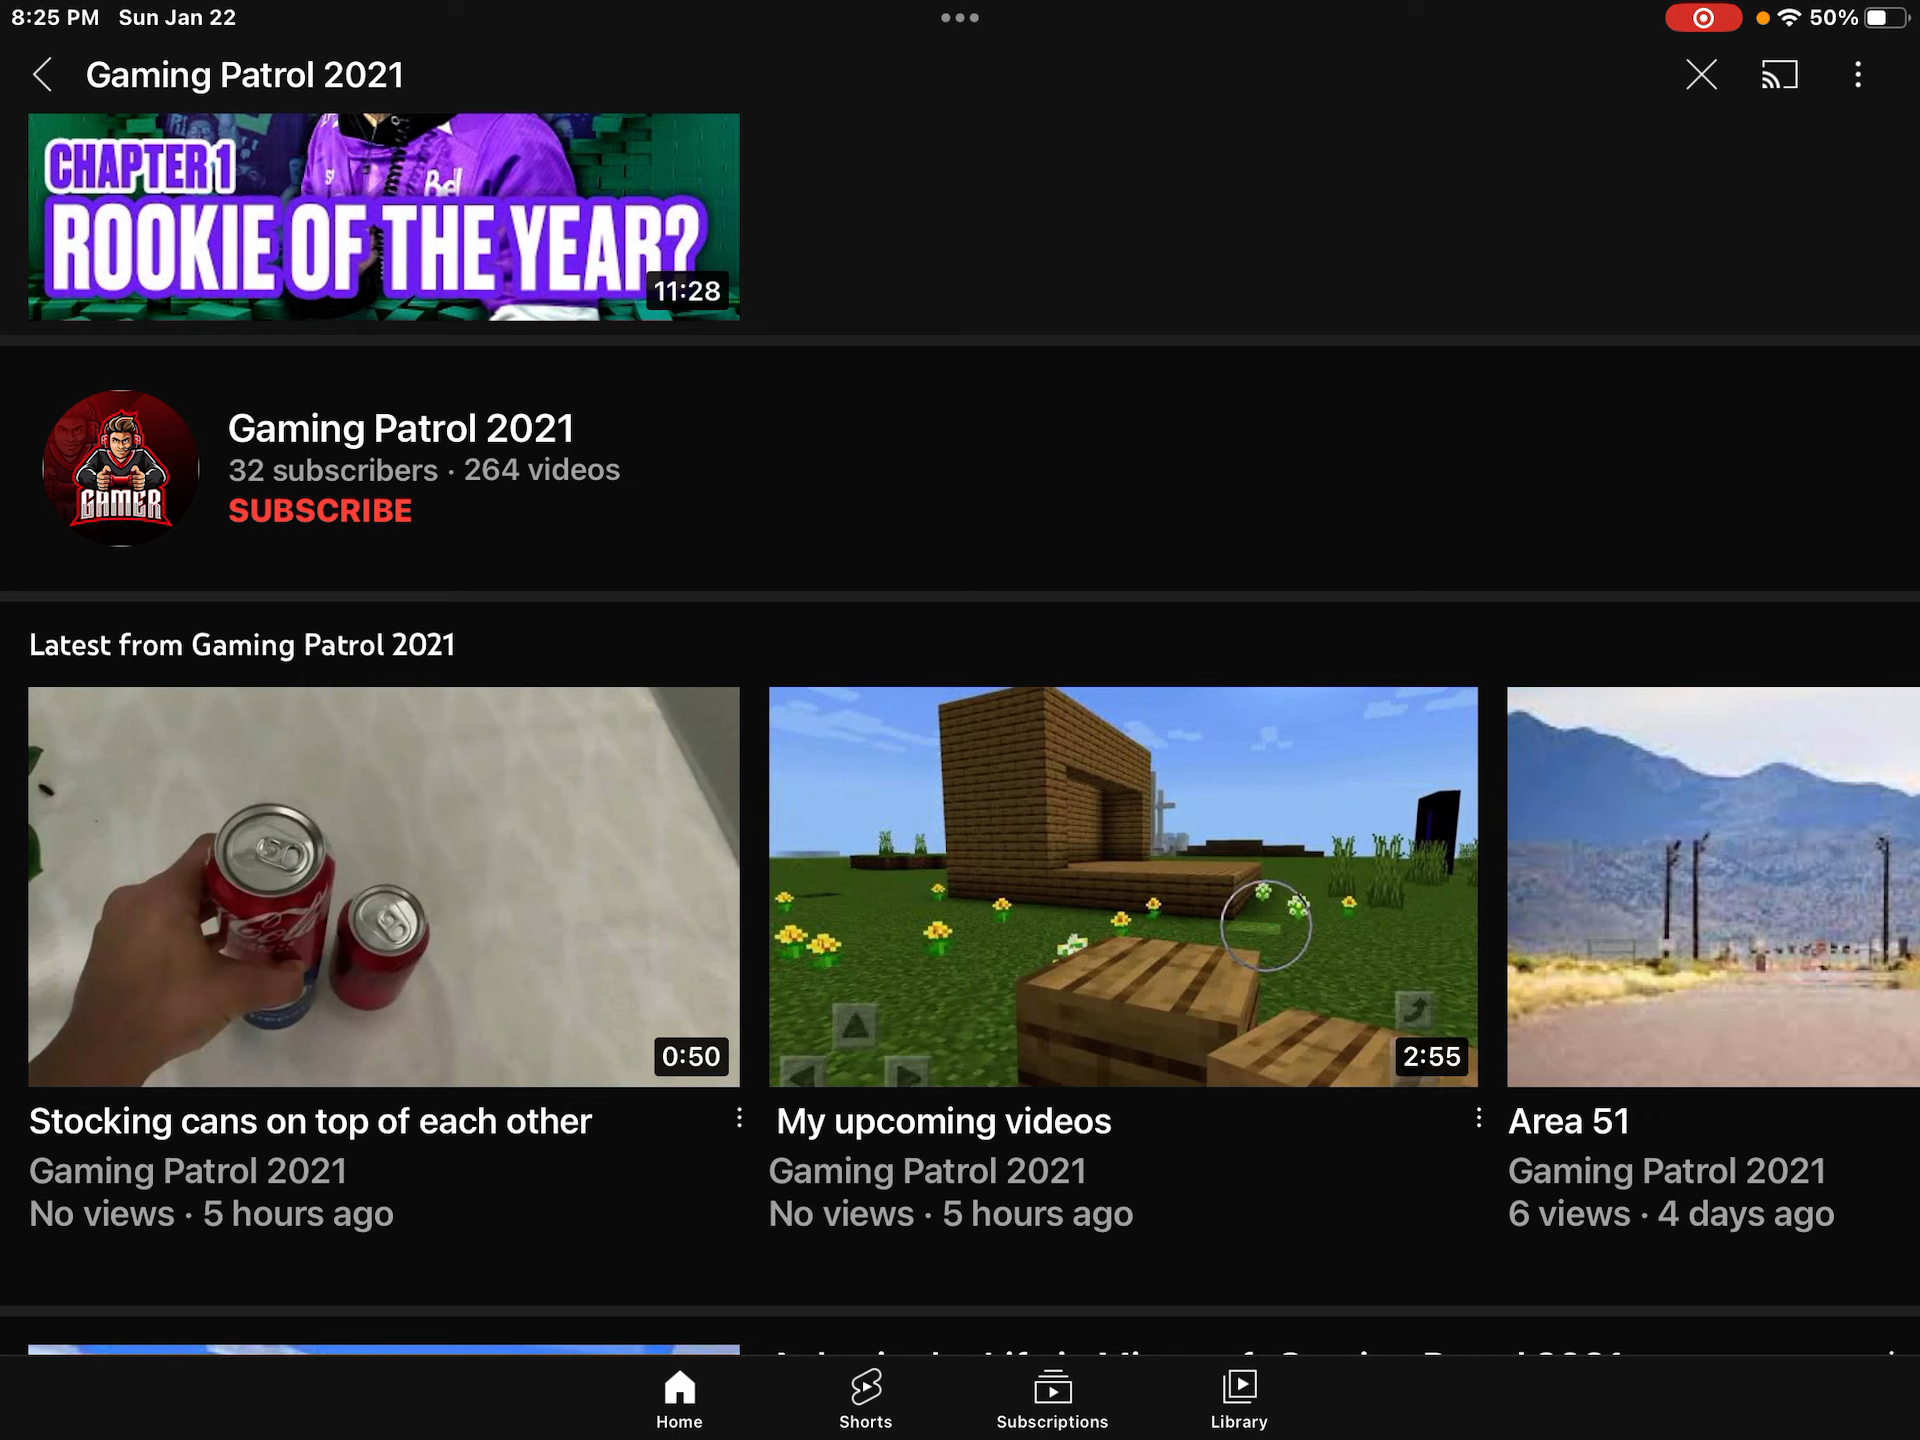 8:25 PM Sun Jan 22
50%
Gaming Patrol 2021
CHAPTER 1
Bel
ROOKIE OF THE YEAR?
11:28
GAMER
Gaming Patrol 2021
32 subscribers · 264 videos
SUBSCRIBE
Latest from Gaming Patrol 2021
0:50
2:55
Stocking cans on top of each other
Gaming Patrol 2021
No views · 5 hours ago
My upcoming videos
Gaming Patrol 2021
No views · 5 hours ago
Area 51
Gaming Patrol 2021
6 views · 4 days ago
Home
Shorts
Subscriptions
Library